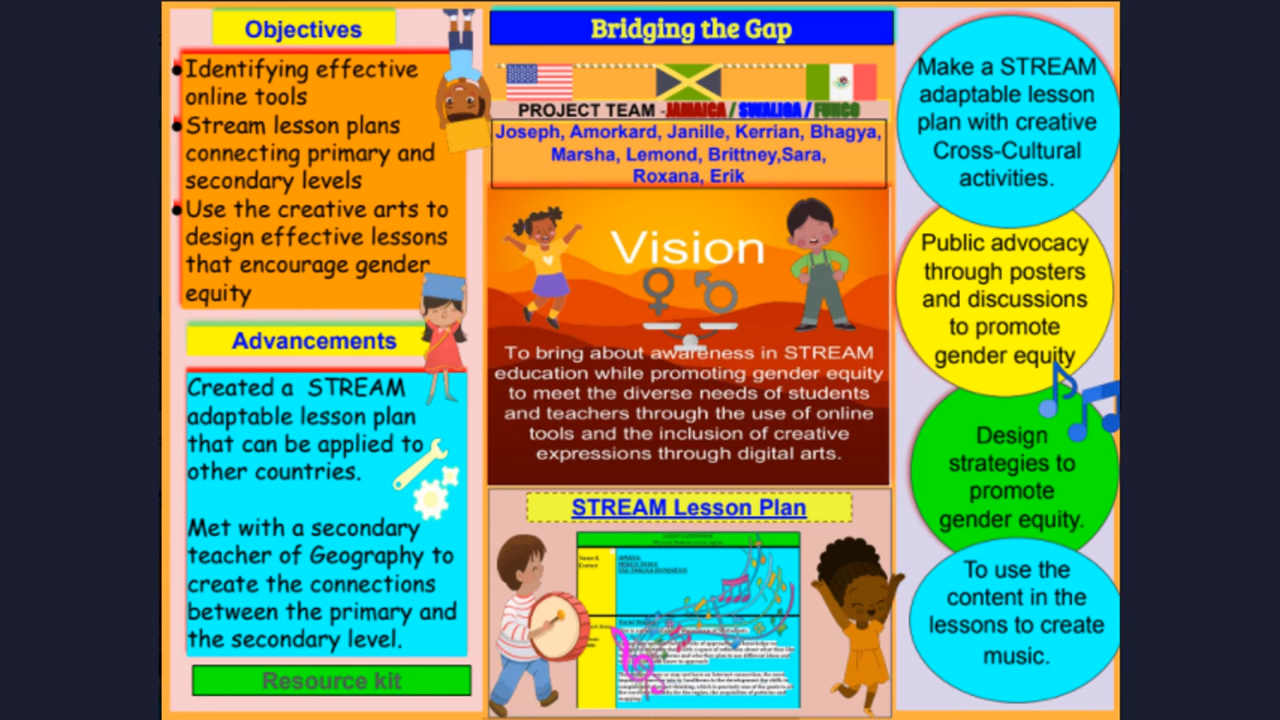 Objectives
Identifying effective
online tools
Stream lesson plans
connecting primary and
secondary levels
Use the creative arts to
design effective lessons
that encourage gender
equity
Advancements
Created a STREAM
adaptable lesson plan
that can be applied to
other countries.
Met with a secondary
teacher of Geography to
create the connections
between the primary and
the secondary level.
Resource kit
Bridging the Gap
PROJECT TEAM -JAMAICA / SWALIGA / FUNGO
Joseph, Amorkard, Janille, Kerrian, Bhagya,
Marsha, Lemond, Brittney,Sara,
Roxana, Erik
Vision
To bring about awareness in STREAM
education while promoting gender equity
to meet the diverse needs of students
and teachers through the use of online
tools and the inclusion of creative
expressions through digital arts.
STREAM Lesson Plan
Make a STREAM
adaptable lesson
plan with creative
Cross-Cultural
activities.
Public advocacy
through posters
and discussions
to promote
gender equity
Design
strategies to
promote
gender equity.
To use the
content in the
lessons to create
music.